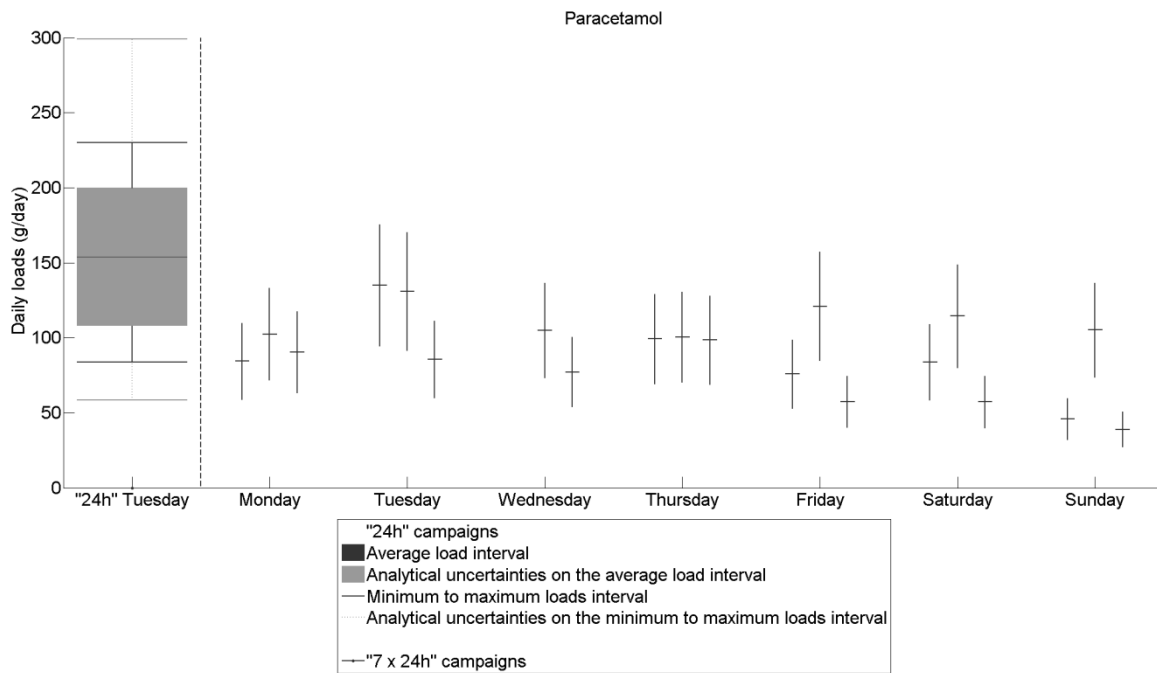 Paracetamol
Daily loads (g/day)
300
250
200
150
100
50
0
"24h" Tuesday Monday Tuesday Wednesday Thursday Friday Saturday Sunday
"24h" campaigns
Average load interval
Analytical uncertainties on the average load interval
Minimum to maximum loads interval
Analytical uncertainties on the minimum to maximum loads interval
"7 x 24h" campaigns